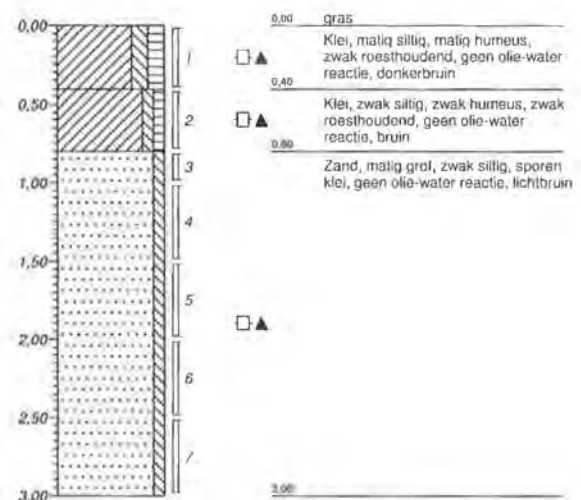 0,00
0,50
1,00
1,50
2,00
2,50
3,00
1
2
3
4
5
6
7
0,00 gras
Klei, matig siltig, matig humeus,
zwak roesthoudend, geen olie-water
reactie, donkerbruin
0,40
Klei, zwak siltig, zwak humeus, zwak
roesthoudend, geen olie-water
reactie, bruin
0,80
Zand, matig grof, zwak siltig, sporen
klei, geen olie-water reactie, lichtbruin
3,00